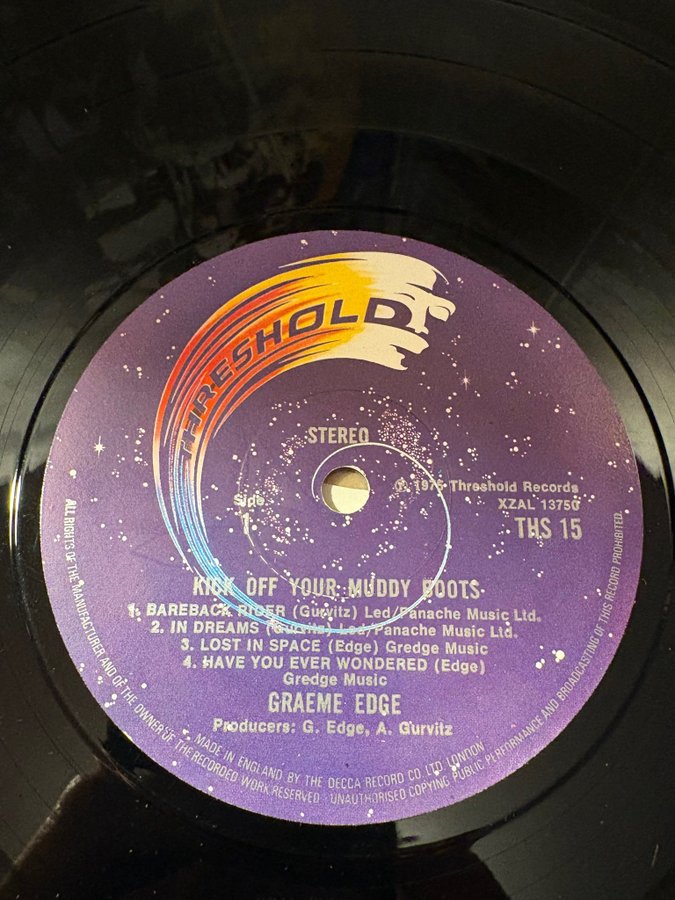 THRESHOLD
STEREO
Side
1
Ⓟ 1975 Threshold Records
XZAL 13750
THS 15
KICK OFF YOUR MUDDY BOOTS
1. BAREBACK RIDER (Gurvitz) Led/Panache Music Ltd.
2. IN DREAMS (Gurvitz) Led/Panache Music Ltd.
3. LOST IN SPACE (Edge) Gredge Music
4. HAVE YOU EVER WONDERED (Edge)
Gredge Music
GRAEME EDGE
Producers: G. Edge, A. Gurvitz
MADE IN ENGLAND BY THE DECCA RECORD CO LTD LONDON
ALL RIGHTS OF THE MANUFACTURER AND OF THE OWNER OF THE RECORDED WORK RESERVED · UNAUTHORISED COPYING PUBLIC PERFORMANCE AND BROADCASTING OF THIS RECORD PROHIBITED.